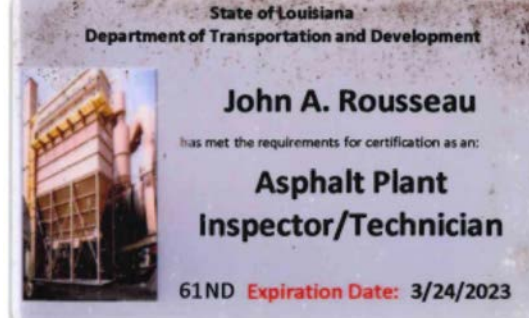 State of Louisiana
Department of Transportation and Development
John A. Rousseau
has met the requirements for certification as an:
Asphalt Plant
Inspector/Technician
61ND Expiration Date: 3/24/2023